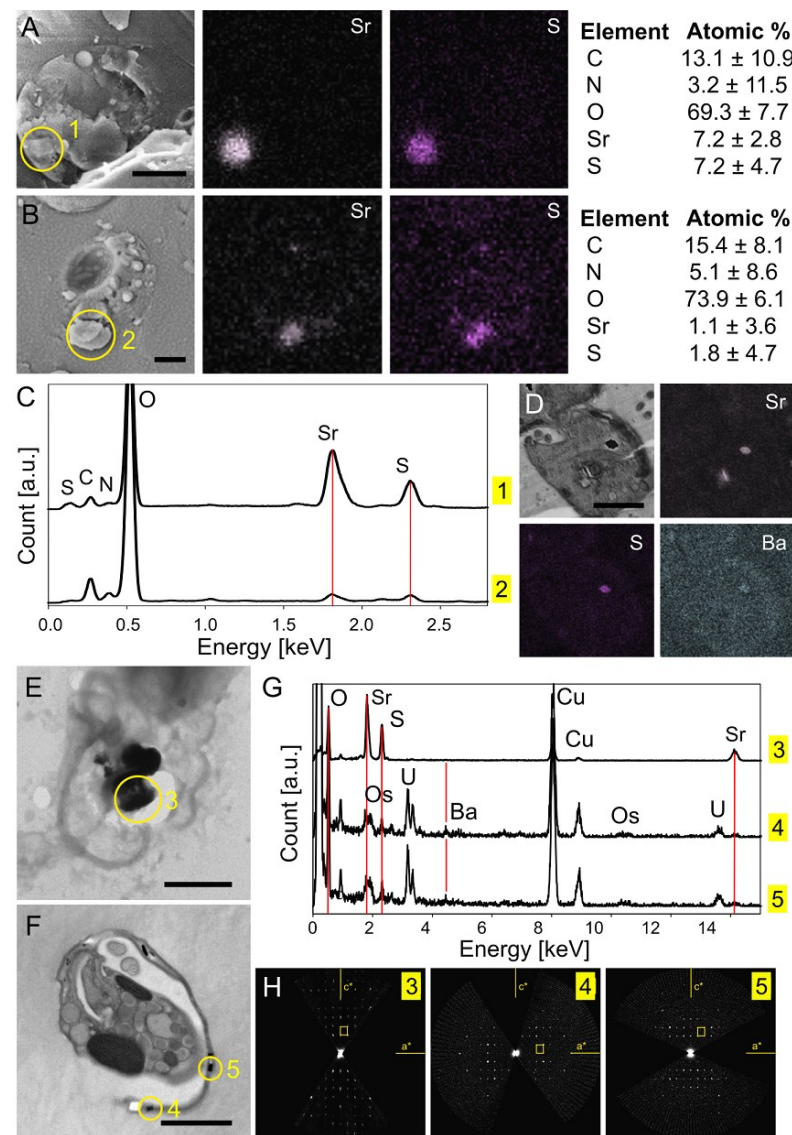 A
1
Sr
S
Element Atomic %
C 13.1 ± 10.9
N 3.2 ± 11.5
O 69.3 ± 7.7
Sr 7.2 ± 2.8
S 7.2 ± 4.7
B
2
Sr
S
Element Atomic %
C 15.4 ± 8.1
N 5.1 ± 8.6
O 73.9 ± 6.1
Sr 1.1 ± 3.6
S 1.8 ± 4.7
C
Count [a.u.]
S C N O Sr S
1
2
0.0 0.5 1.0 1.5 2.0 2.5
Energy [keV]
D
Sr
S
Ba
E
3
F
5
4
G
Count [a.u.]
O Sr S Cu Cu Sr
3
Os U Ba Os U
4
5
0 2 4 6 8 10 12 14
Energy [keV]
H
c* 3
a*
c* 4
a*
c* 5
a*